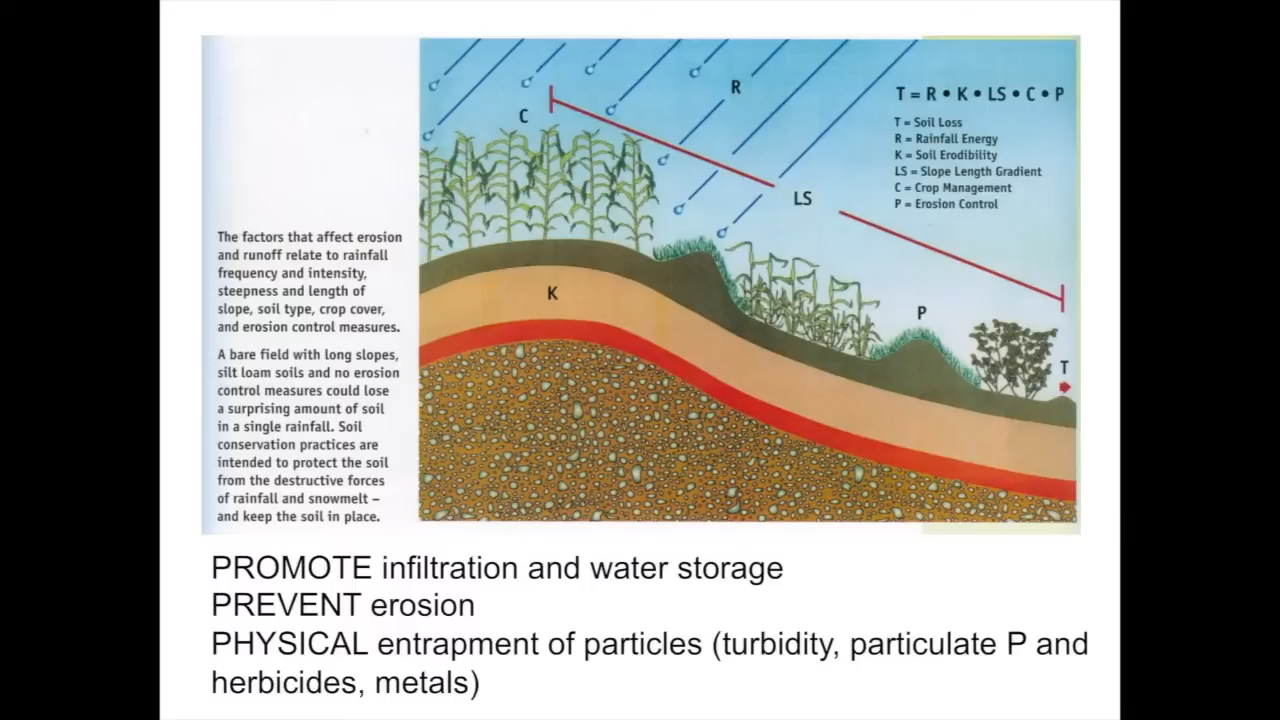 The factors that affect erosion
and runoff relate to rainfall
frequency and intensity,
steepness and length of
slope, soil type, crop cover,
and erosion control measures.
A bare field with long slopes,
silt loam soils and no erosion
control measures could lose
a surprising amount of soil
in a single rainfall. Soil
conservation practices are
intended to protect the soil
from the destructive forces
of rainfall and snowmelt –
and keep the soil in place.
R
C
LS
K
P
T
T = R • K • LS • C • P
T = Soil Loss
R = Rainfall Energy
K = Soil Erodibility
LS = Slope Length Gradient
C = Crop Management
P = Erosion Control
PROMOTE infiltration and water storage
PREVENT erosion
PHYSICAL entrapment of particles (turbidity, particulate P and
herbicides, metals)